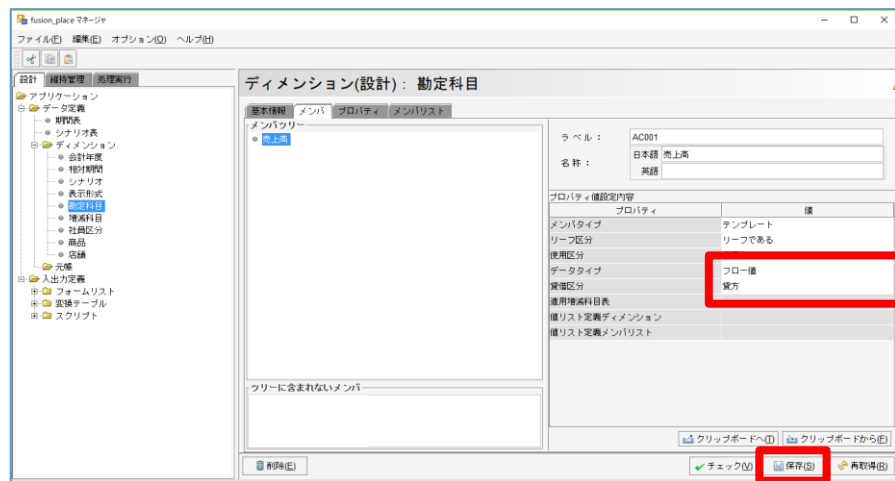 fusion_place マネージャ
ファイル(F) 編集(E) オプション(O) ヘルプ(H)
設計 維持管理 処理実行
アプリケーション
データ定義
期間表
シナリオ表
ディメンション
会計年度
相対期間
シナリオ
表示形式
勘定科目
増減科目
社員区分
商品
店舗
元帳
入出力定義
フォームリスト
変換テーブル
スクリプト
ディメンション(設計): 勘定科目
基本情報 メンバ プロパティ メンバリスト
メンバツリー
売上高
ツリーに含まれないメンバ
ラベル: AC001
名称: 日本語 売上高
英語
プロパティ値設定内容
プロパティ 値
メンバタイプ テンプレート
リーフ区分 リーフである
使用区分
データタイプ フロー値
貸借区分 貸方
適用増減科目表
値リスト定義ディメンション
値リスト定義メンバリスト
クリップボードへ(T) クリップボードから(F)
削除(E) チェック(V) 保存(S) 再取得(R)